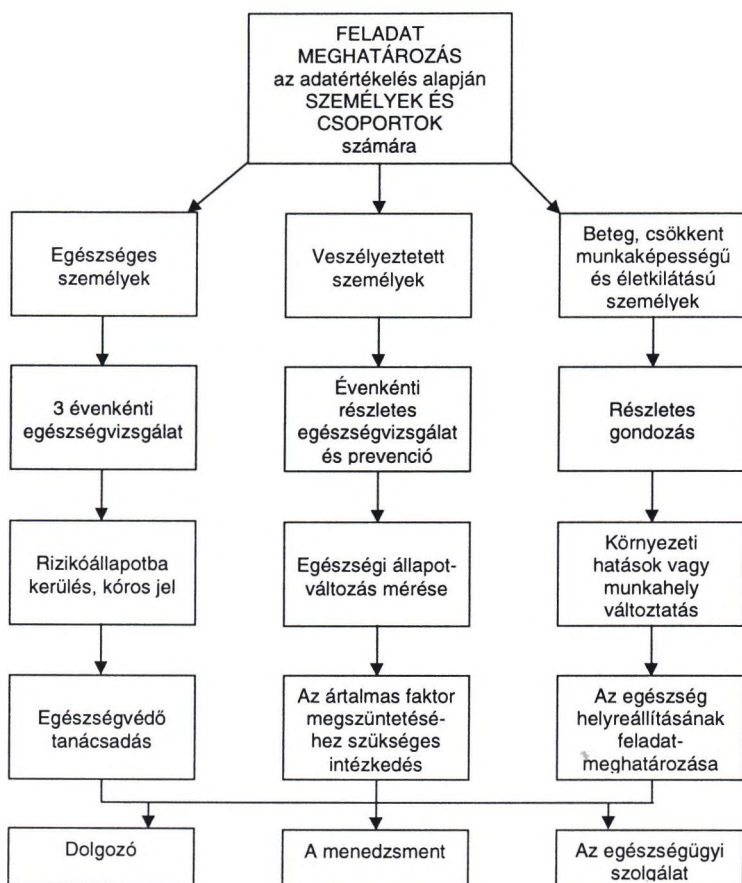 FELADAT
MEGHATÁROZÁS
az adatértékelés alapján
SZEMÉLYEK ÉS
CSOPORTOK
számára
Egészséges
személyek
Veszélyeztetett
személyek
Beteg, csökkent
munkaképességű
és életkilátású
személyek
3 évenkénti
egészségvizsgálat
Évenkénti
részletes
egészségvizsgálat
és prevenció
Részletes
gondozás
Rizikóállapotba
kerülés, kóros jel
Egészségi állapot-
változás mérése
Környezeti
hatások vagy
munkahely
változtatás
Egészségvédő
tanácsadás
Az ártalmas faktor
megszüntetésé-
hez szükséges
intézkedés
Az egészség
helyreállításának
feladat-
meghatározása
Dolgozó
A menedzsment
Az egészségügyi
szolgálat